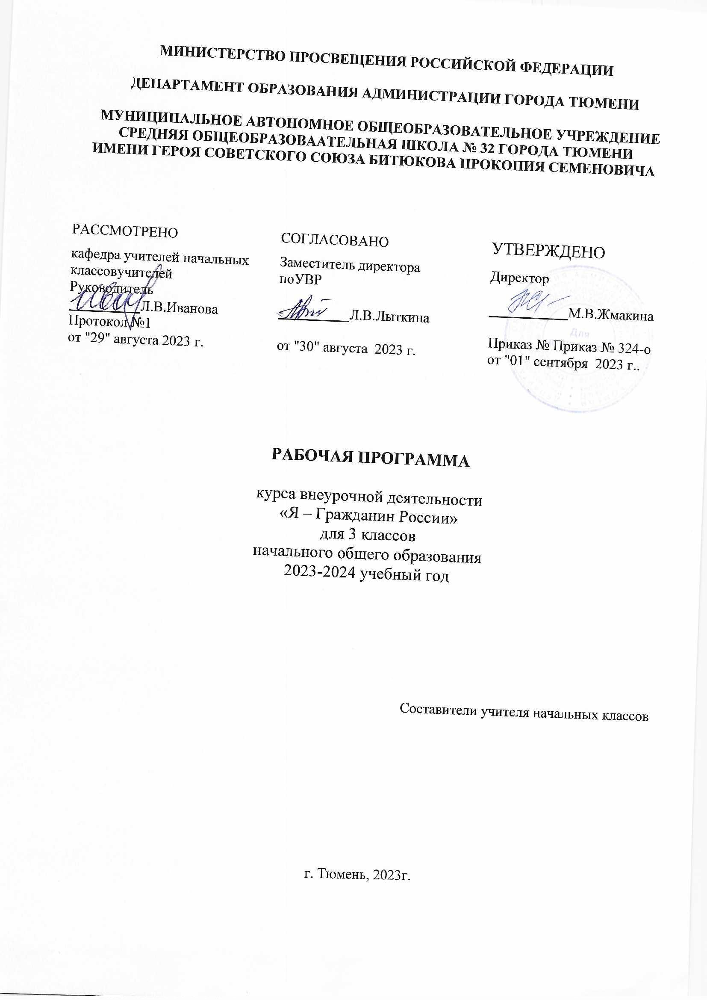 МИНИСТЕРСТВО ПРОСВЕЩЕНИЯ РОССИЙСКОЙ ФЕДЕРАЦИИ
ДЕПАРТАМЕНТ ОБРАЗОВАНИЯ АДМИНИСТРАЦИИ ГОРОДА ТЮМЕНИ
МУНИЦИПАЛЬНОЕ АВТОНОМНОЕ ОБЩЕОБРАЗОВАТЕЛЬНОЕ УЧРЕЖДЕНИЕ
СРЕДНЯЯ ОБЩЕОБРАЗОВААТЕЛЬНАЯ ШКОЛА № 32 ГОРОДА ТЮМЕНИ
ИМЕНИ ГЕРОЯ СОВЕТСКОГО СОЮЗА БИТЮКОВА ПРОКОПИЯ СЕМЕНОВИЧА
РАССМОТРЕНО
кафедра учителей начальных
классовучителей
Руководитель
__________Л.В.Иванова
Протокол №1
от "29" августа 2023 г.
СОГЛАСОВАНО
Заместитель директора
поУВР
__________Л.В.Лыткина
от "30" августа 2023 г.
УТВЕРЖДЕНО
Директор
___________М.В.Жмакина
Для
Приказ № Приказ № 324-о
от "01" сентября 2023 г..
РАБОЧАЯ ПРОГРАММА
курса внеурочной деятельности
«Я – Гражданин России»
для 3 классов
начального общего образования
2023-2024 учебный год
Составители учителя начальных классов
г. Тюмень, 2023г.